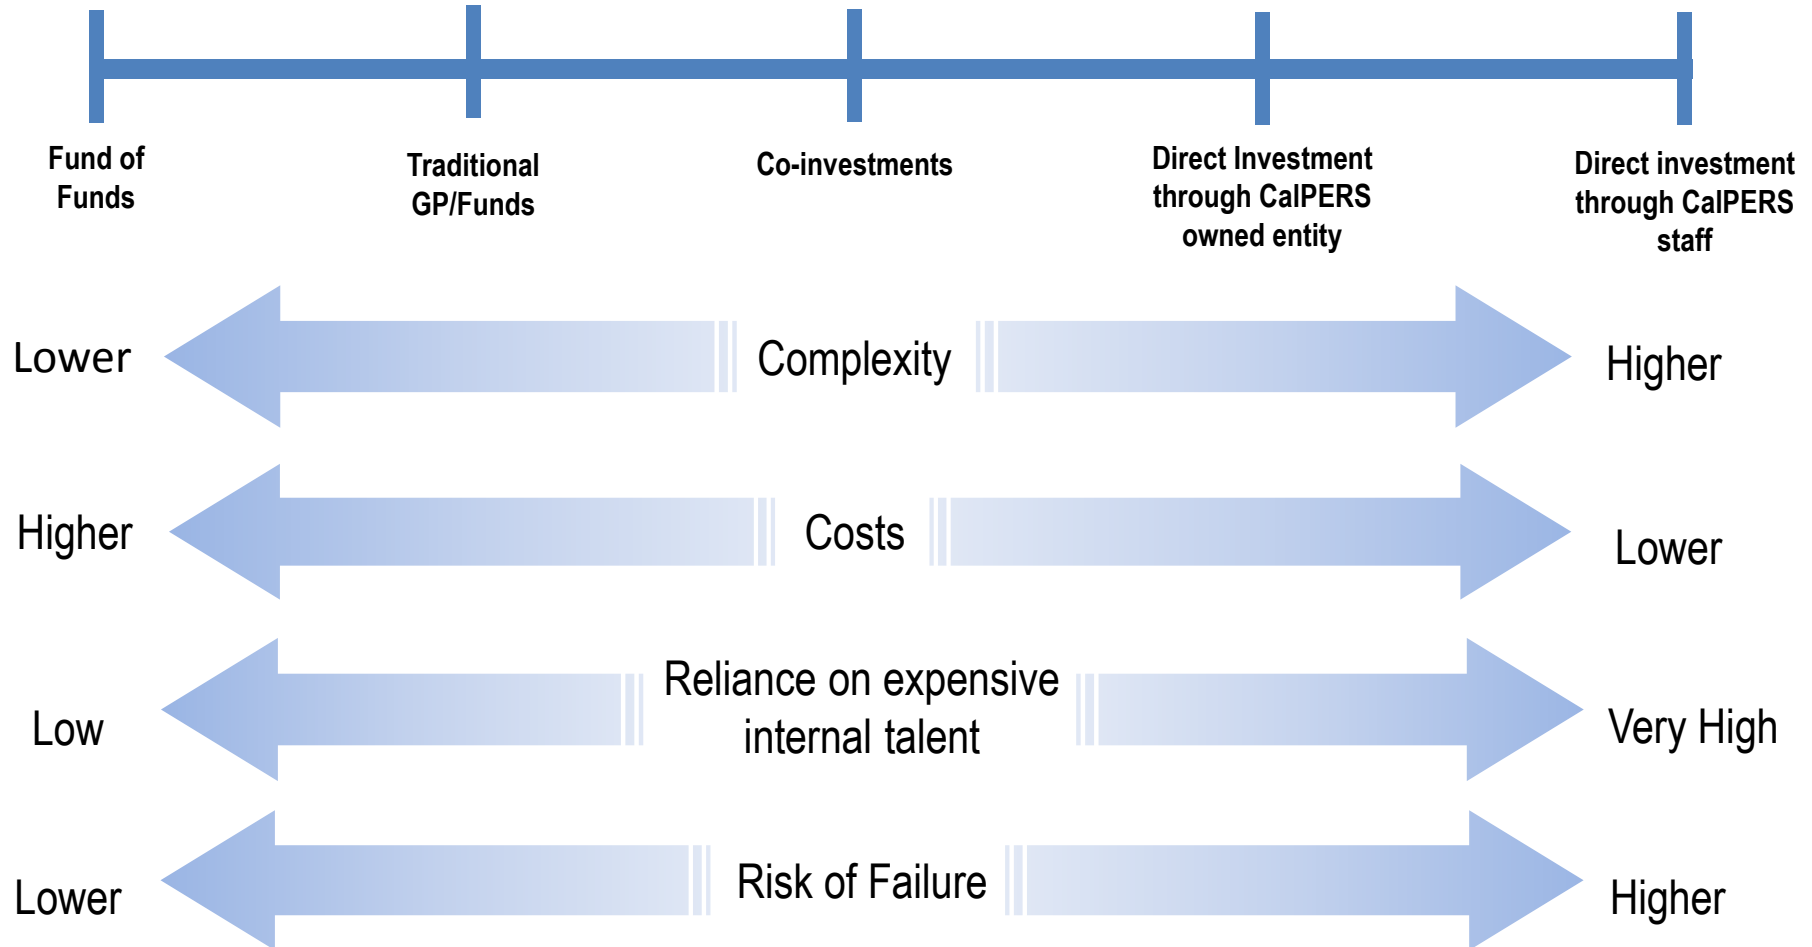 Fund of
Funds
Traditional
GP/Funds
Co-investments
Direct Investment
through CalPERS
owned entity
Direct investment
through CalPERS
staff
Lower
Complexity
Higher
Higher
Costs
Lower
Low
Reliance on expensive
internal talent
Very High
Lower
Risk of Failure
Higher